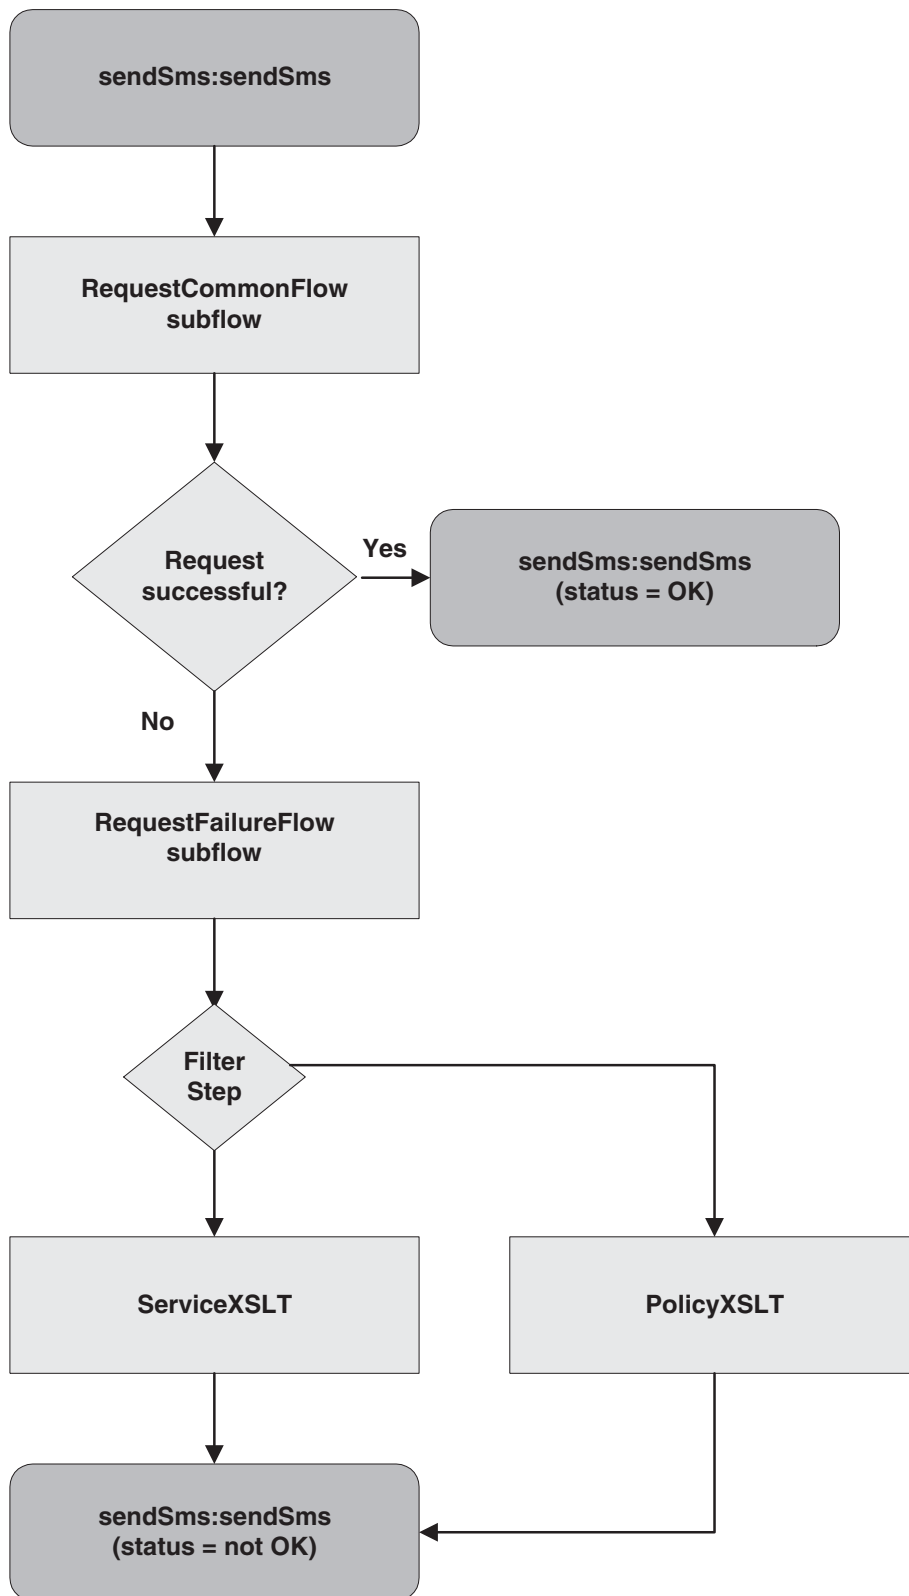 sendSms:sendSms
RequestCommonFlow
subflow
Request
successful?
Yes
sendSms:sendSms
(status = OK)
No
RequestFailureFlow
subflow
Filter
Step
ServiceXSLT
PolicyXSLT
sendSms:sendSms
(status = not OK)